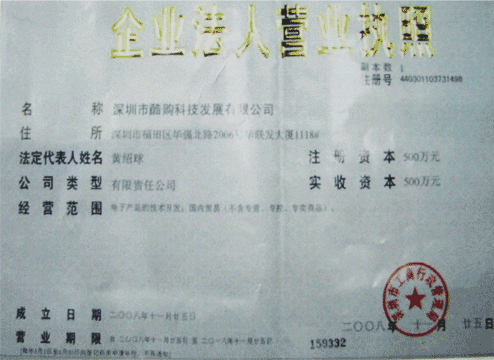 企业法人营业执照
副本数 1
注册号 440301103731498
名 称 深圳市酷购科技发展有限公司
住 所 深圳市福田区华强北路2006号华联发大厦1118#
法定代表人姓名 黄绍球 注册资本 500万元
公司类型 有限责任公司 实收资本 500万元
经营范围 电子产品的技术开发；国内贸易（不含专营、专控、专卖商品）。
深圳市工商行政管理局
成立日期 二〇〇八年十一月廿五日
营业期限 自二〇〇八年十一月廿五日至二〇一八年十一月廿五日
159332
二〇〇八年 十一月 廿五日